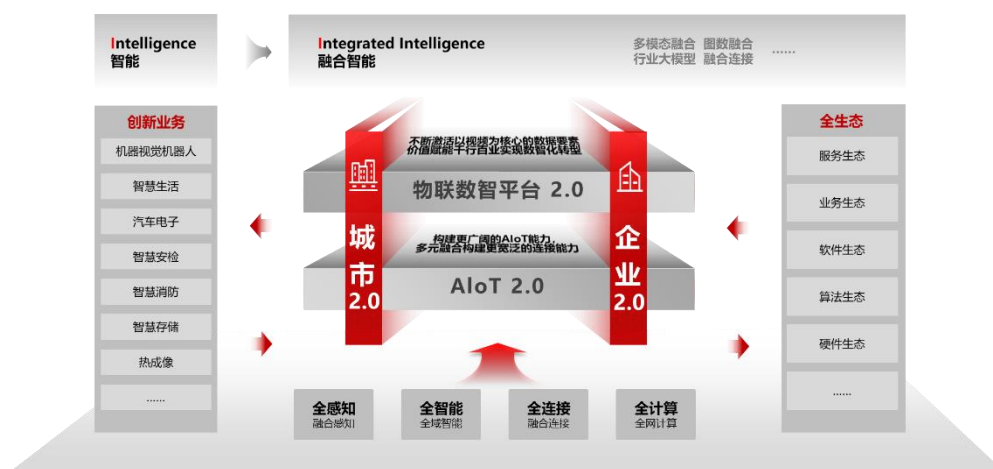 Intelligence
智能
Integrated Intelligence
融合智能
多模态融合 图数融合
行业大模型 融合连接
......
创新业务
机器视觉机器人
智慧生活
汽车电子
智慧安检
智慧消防
智慧存储
热成像
......
不断激活以视频为核心的数据要素
价值赋能千行百业实现数智化转型
物联数智平台 2.0
构建更广阔的AIoT能力,
多元融合构建更宽泛的连接能力
AIoT 2.0
城市
2.0
企业
2.0
全感知
融合感知
全智能
全域智能
全连接
融合连接
全计算
全网计算
全生态
服务生态
业务生态
软件生态
算法生态
硬件生态
......